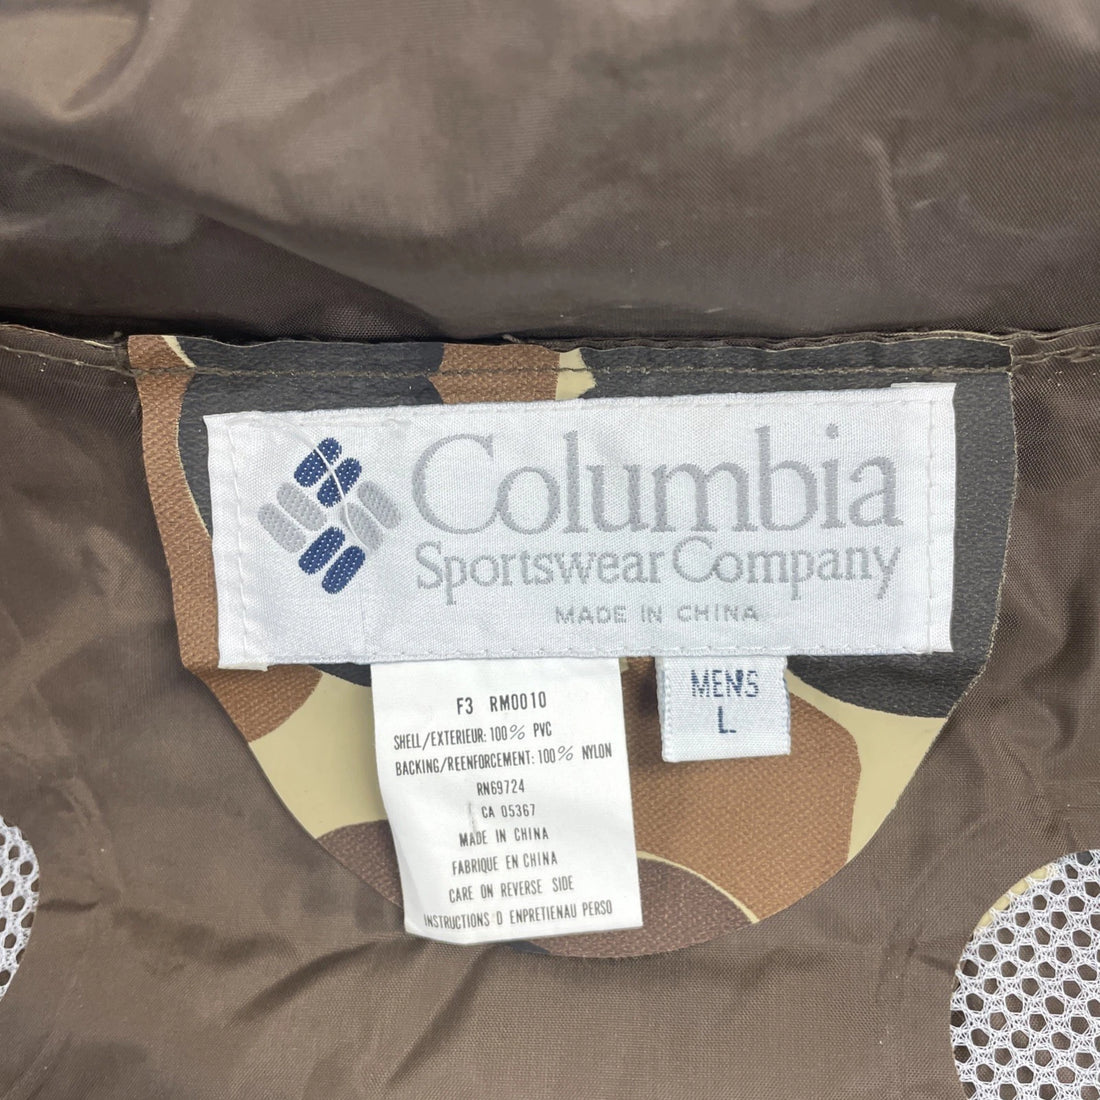 Columbia
Sportswear Company
MADE IN CHINA
MENS
L
F3 RM0010
SHELL/EXTERIEUR: 100% PVC
BACKING/REENFORCEMENT: 100% NYLON
RN69724
CA 05367
MADE IN CHINA
FABRIQUE EN CHINA
CARE ON REVERSE SIDE
INSTRUCTIONS D ENPRETIENAU PERSO